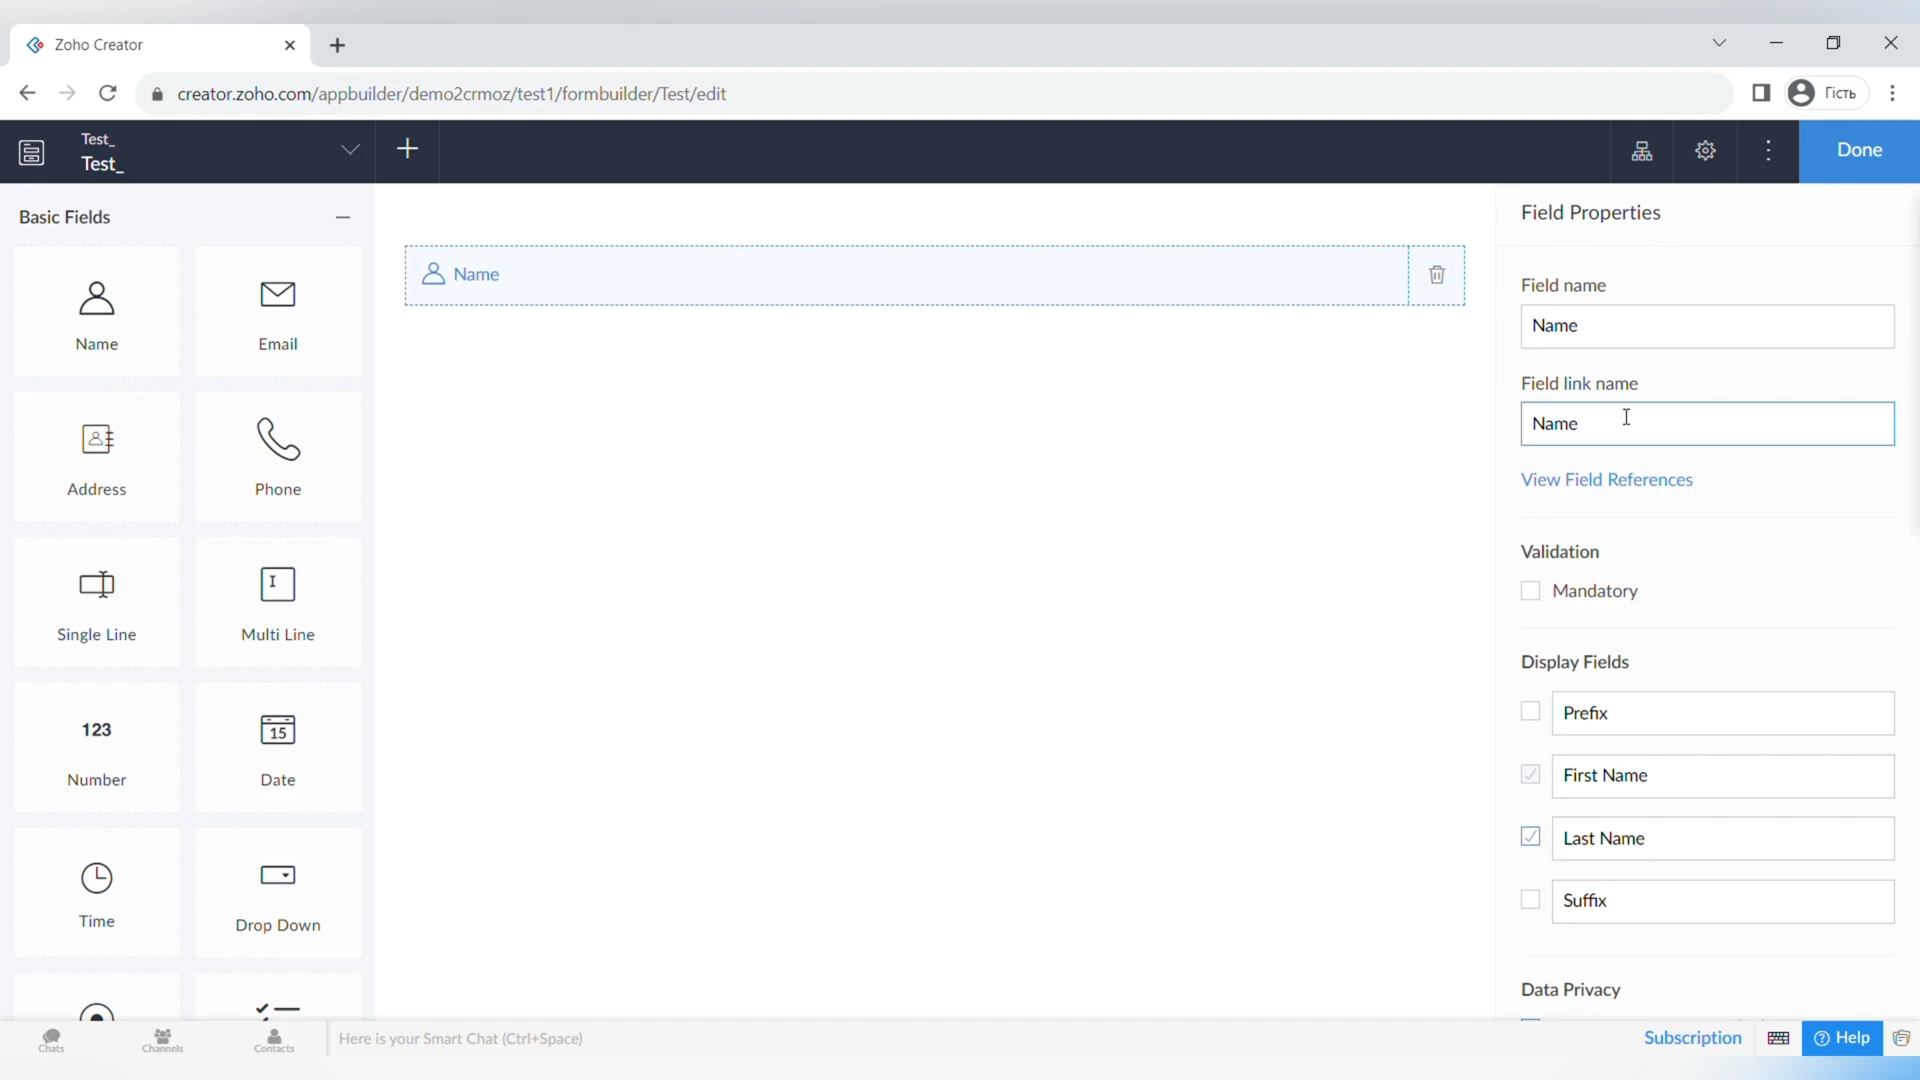 Zoho Creator
creator.zoho.com/appbuilder/demo2crmoz/test1/formbuilder/Test/edit
Гість
Test_
Test_
Done
Basic Fields
Name
Email
Address
Phone
Single Line
Multi Line
123
Number
15
Date
Time
Drop Down
Name
Field Properties
Field name
Name
Field link name
Name
View Field References
Validation
Mandatory
Display Fields
Prefix
First Name
Last Name
Suffix
Data Privacy
Chats
Channels
Contacts
Here is your Smart Chat (Ctrl+Space)
Subscription
Help